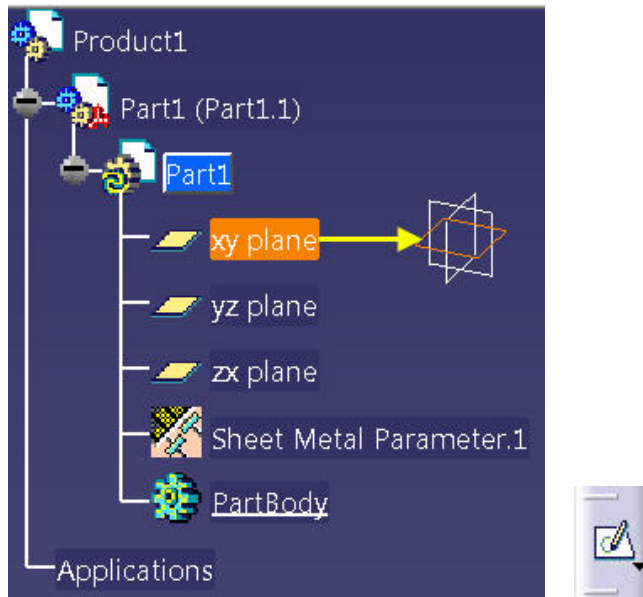 Product1
Part1 (Part1.1)
Part1
xy plane
yz plane
zx plane
Sheet Metal Parameter.1
PartBody
Applications